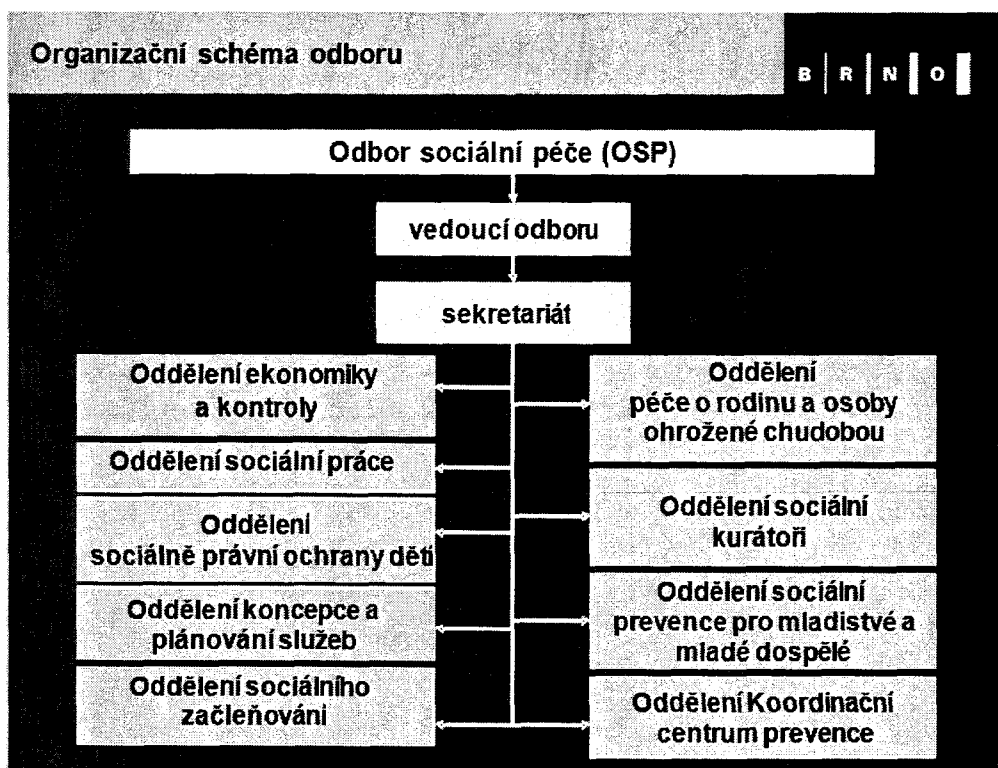 Organizační schéma odboru
B R N O
Odbor sociální péče (OSP)
vedoucí odboru
sekretariát
Oddělení ekonomiky
a kontroly
Oddělení sociální práce
Oddělení
sociálně právní ochrany dětí
Oddělení koncepce a
plánování služeb
Oddělení sociálního
začleňováni
Oddělení
péče o rodinu a osoby
ohrožené chudobou
Oddělení sociální
kurátoři
Oddělení sociální
prevence pro mladistvé a
mladé dospělé
Oddělení Koordinační
centrum prevence